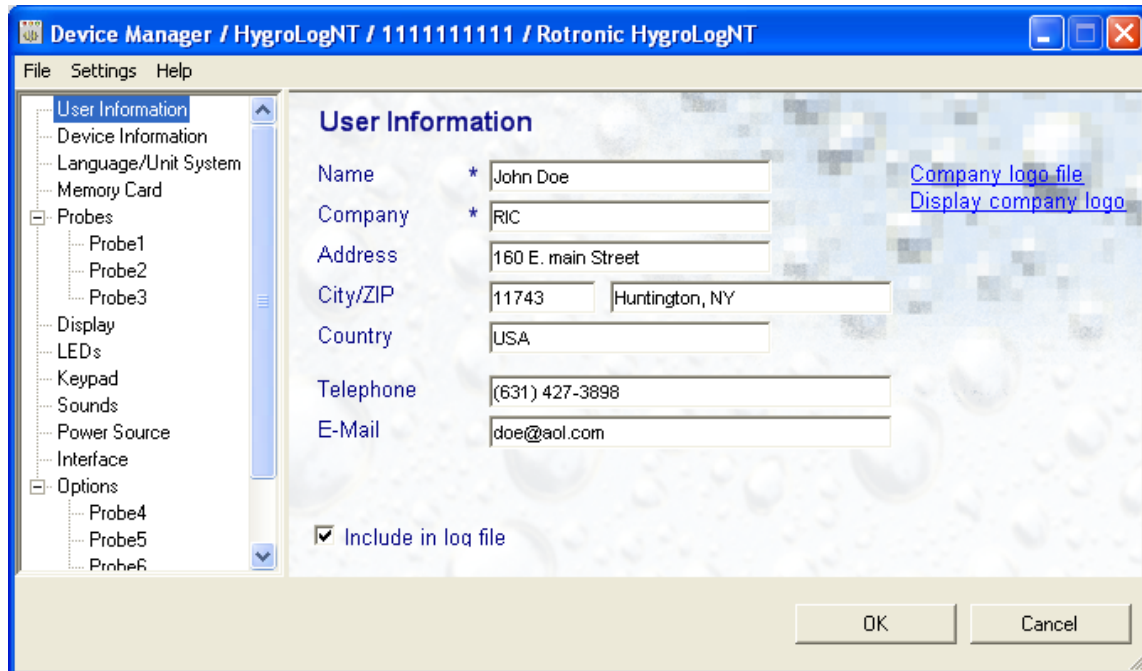 Device Manager / HygroLogNT / 1111111111 / Rotronic HygroLogNT
File Settings Help
User Information
Device Information
Language/Unit System
Memory Card
Probes
Probe1
Probe2
Probe3
Display
LEDs
Keypad
Sounds
Power Source
Interface
Options
Probe4
Probe5
Probe6
User Information
Name * John Doe
Company * RIC
Address 160 E. main Street
City/ZIP 11743 Huntington, NY
Country USA
Telephone (631) 427-3898
E-Mail doe@aol.com
Include in log file
Company logo file
Display company logo
OK Cancel